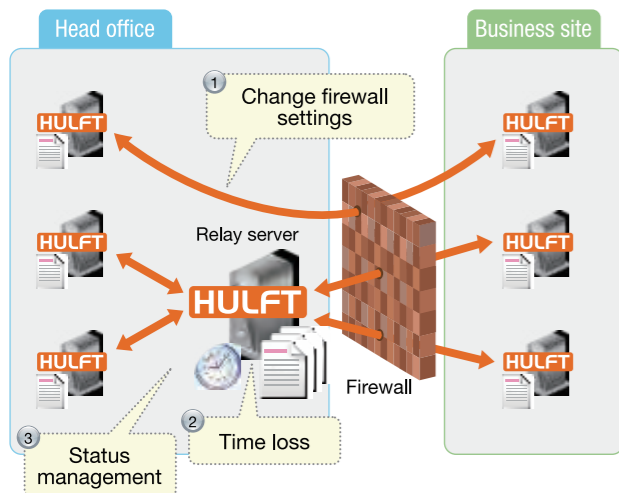 Head office
Business site
1
Change firewall
settings
HULFT
HULFT
Relay server
HULFT
HULFT
HULFT
HULFT
HULFT
Firewall
2
Time loss
3
Status
management